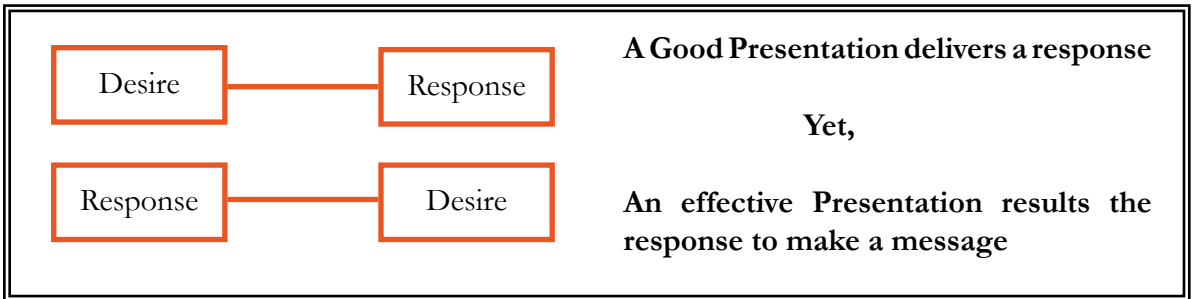 Desire
Response
Response
Desire
A Good Presentation delivers a response
Yet,
An effective Presentation results the
response to make a message